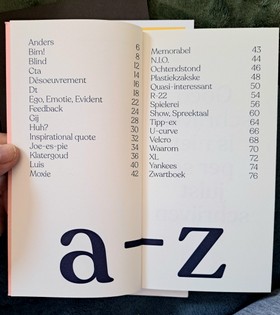 Anders 6
Bim! 8
Blind 12
Cta 14
Désoeuvrement 16
Dt 18
Ego, Emotie, Evident 22
Feedback 24
Gij 28
Huh? 30
Inspirational quote 32
Joe-es-pie 34
Klatergoud 36
Luis 40
Moxie 42
Memorabel 43
N.I.O. 44
Ochtendstond 46
Plastiekzakske 48
Quasi-interessant 50
R-22 54
Spielerei 56
Show, Spreektaal 60
Tipp-ex 64
U-curve 66
Velcro 68
Waarom 70
XL 72
Yankees 74
Zwartboek 76
a-z